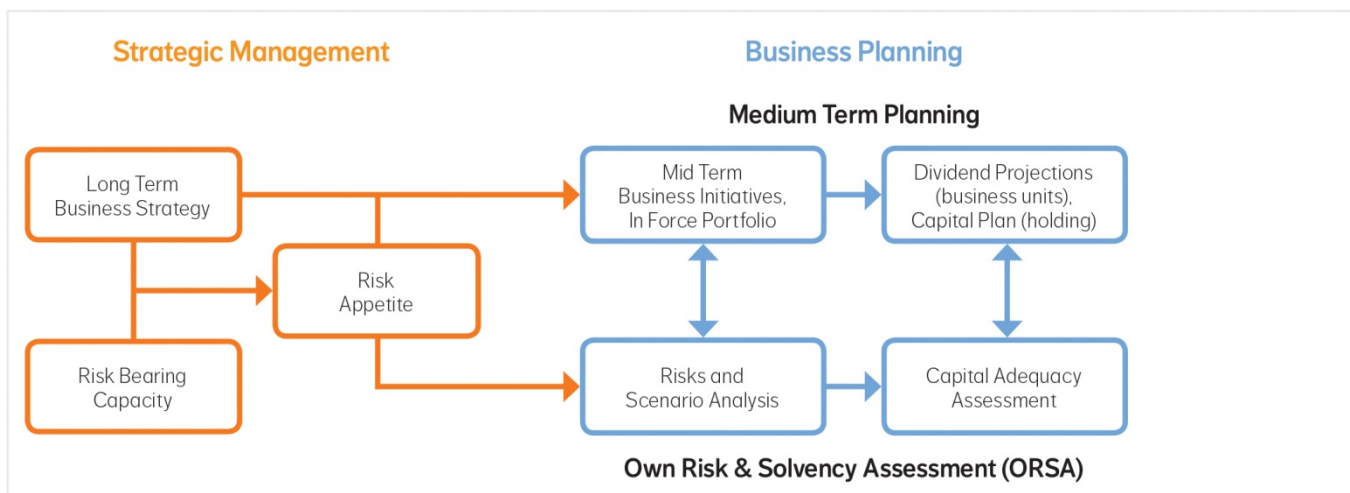 Strategic Management
Business Planning
Medium Term Planning
Long Term
Business Strategy
Risk
Appetite
Risk Bearing
Capacity
Mid Term
Business Initiatives,
In Force Portfolio
Dividend Projections
(business units),
Capital Plan (holding)
Risks and
Scenario Analysis
Capital Adequacy
Assessment
Own Risk & Solvency Assessment (ORSA)